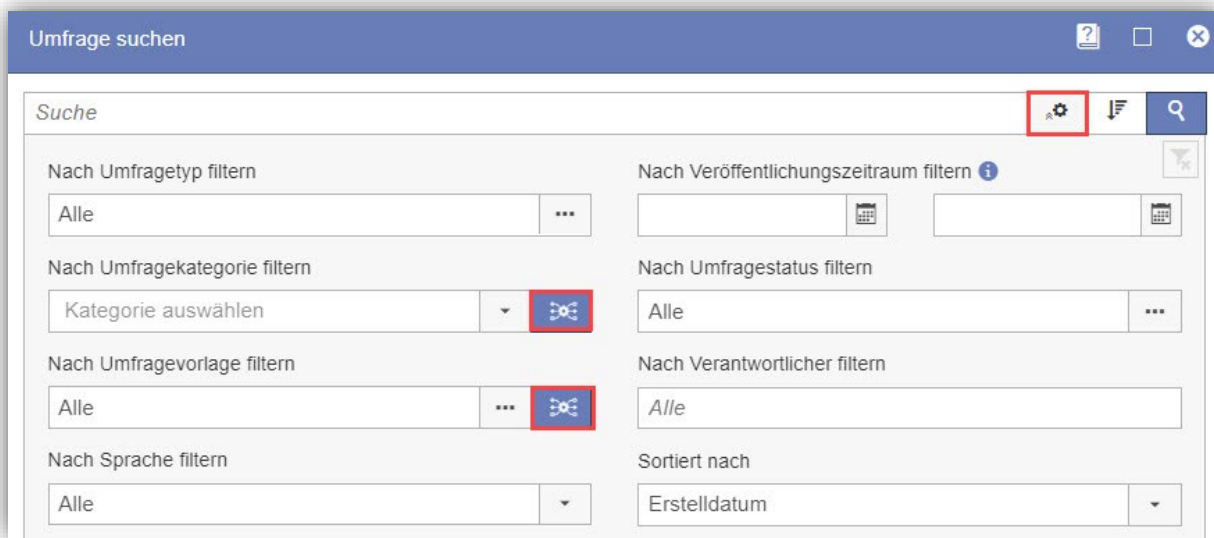 Umfrage suchen
Suche
Nach Umfragetyp filtern
Alle
Nach Veröffentlichungszeitraum filtern
Nach Umfragekategorie filtern
Kategorie auswählen
Nach Umfragestatus filtern
Alle
Nach Umfragevorlage filtern
Alle
Nach Verantwortlicher filtern
Alle
Nach Sprache filtern
Alle
Sortiert nach
Erstelldatum